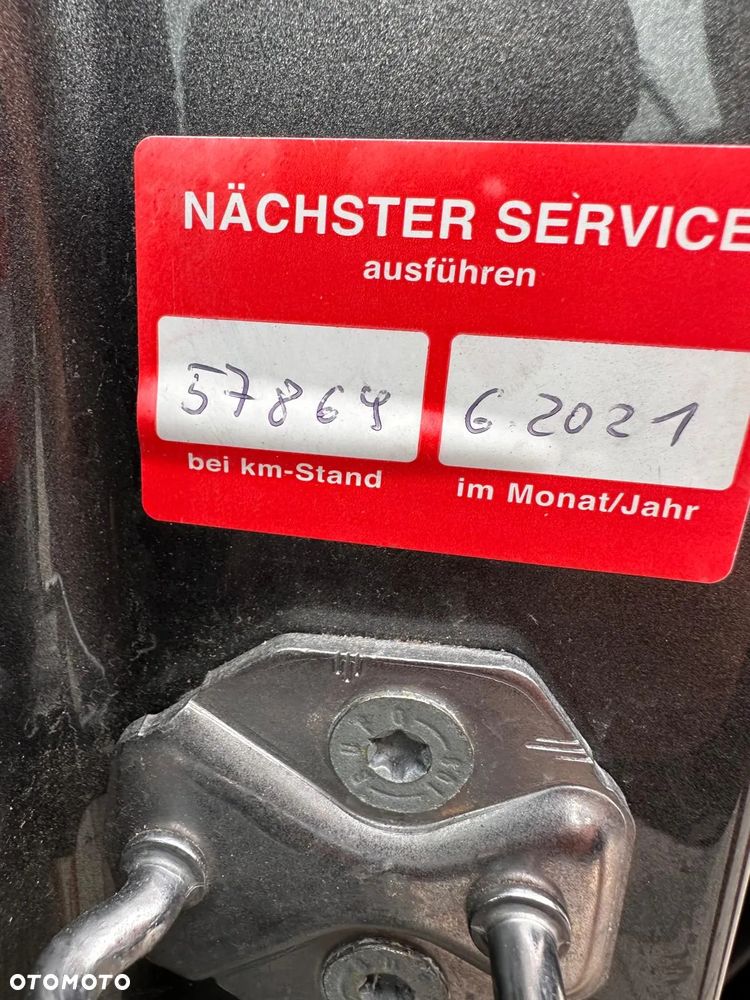 NÄCHSTER SERVICE
ausführen
57864 6 2021
bei km-Stand im Monat/Jahr
OTOMOTO